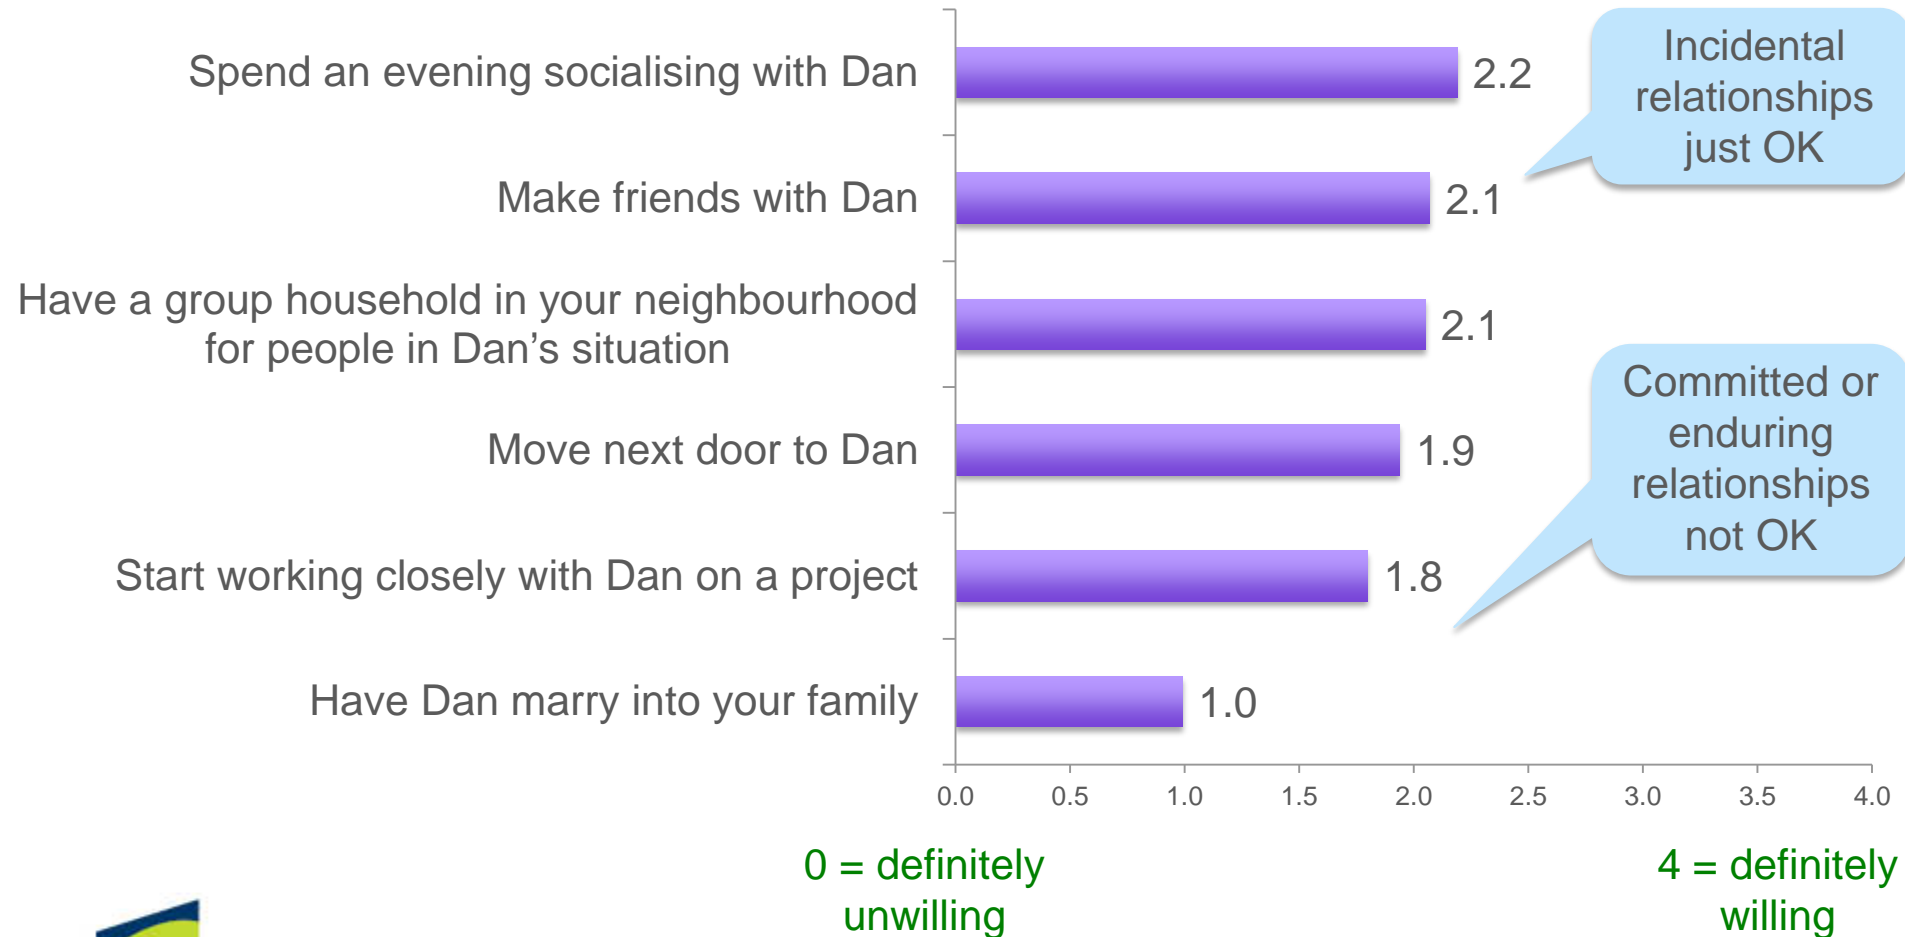 Spend an evening socialising with Dan
2.2
Incidental
relationships
just OK
Make friends with Dan
2.1
Have a group household in your neighbourhood
for people in Dan’s situation
2.1
Move next door to Dan
1.9
Committed or
enduring
relationships
not OK
Start working closely with Dan on a project
1.8
Have Dan marry into your family
1.0
0.0 0.5 1.0 1.5 2.0 2.5 3.0 3.5 4.0
0 = definitely
unwilling
4 = definitely
willing